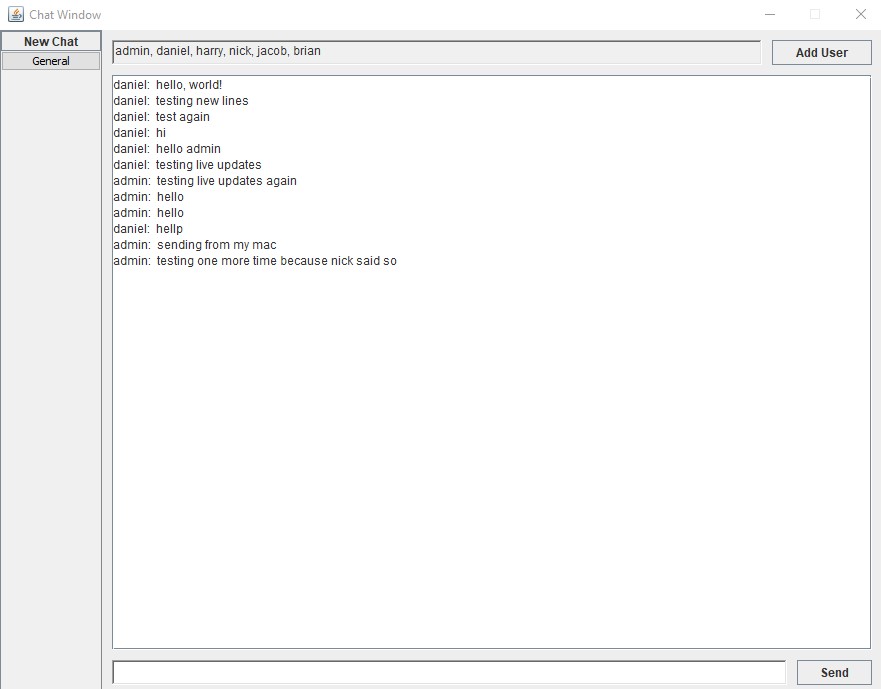 Chat Window
New Chat
General
admin, daniel, harry, nick, jacob, brian
Add User
daniel:  hello, world!
daniel:  testing new lines
daniel:  test again
daniel:  hi
daniel:  hello admin
daniel:  testing live updates
admin:  testing live updates again
admin:  hello
admin:  hello
daniel:  hellp
admin:  sending from my mac
admin:  testing one more time because nick said so
Send